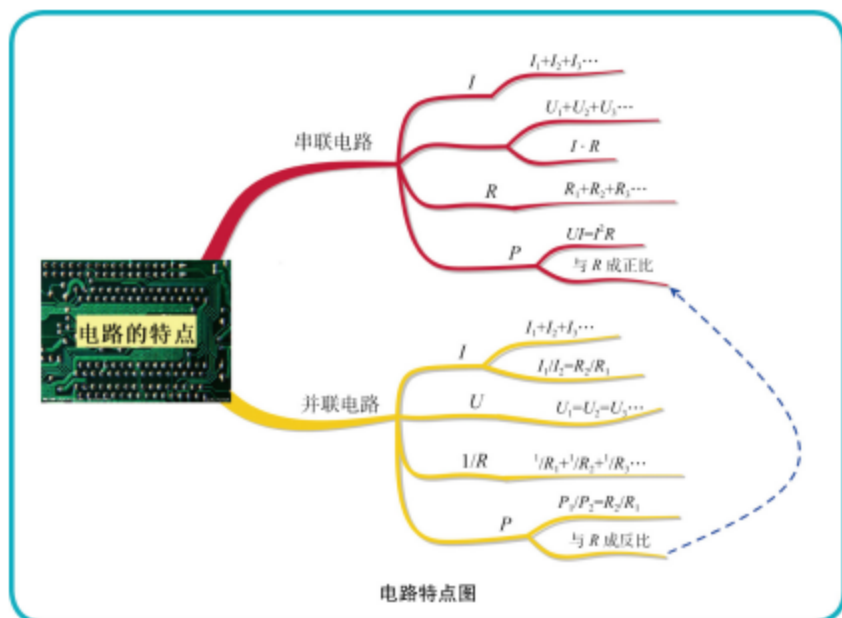 电路的特点
串联电路
I
I₁+I₂+I₃…
U₁+U₂+U₃…
I · R
R
R₁+R₂+R₃…
P
UI=I²R
与 R 成正比
并联电路
I
I₁+I₂+I₃…
I₁/I₂=R₂/R₁
U
U₁=U₂=U₃…
1/R
¹/R₁+¹/R₂+¹/R₃…
P
P₁/P₂=R₂/R₁
与 R 成反比
电路特点图